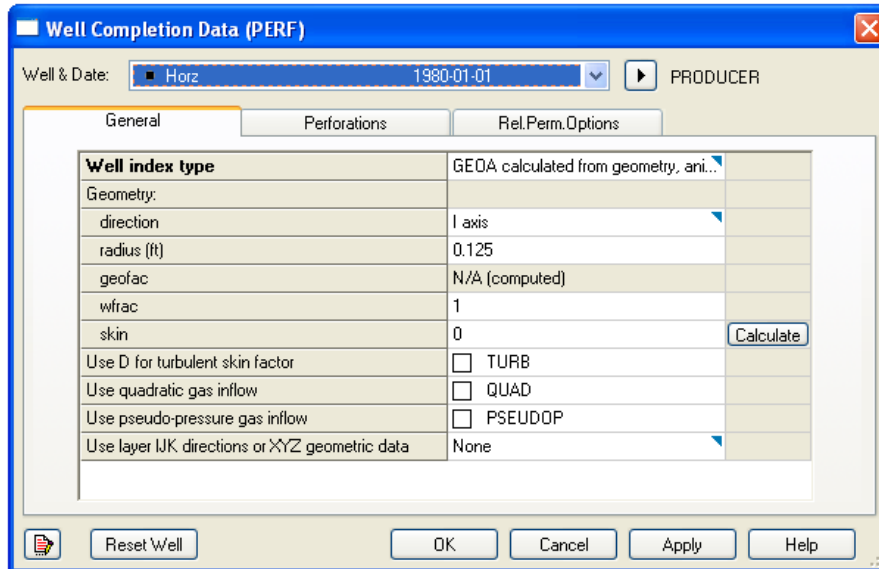 Well Completion Data (PERF)
Well & Date: Horz 1980-01-01 PRODUCER
General Perforations Rel.Perm.Options
Well index type GEOA calculated from geometry, ani...
Geometry:
direction I axis
radius (ft) 0.125
geofac N/A (computed)
wfrac 1
skin 0 Calculate
Use D for turbulent skin factor TURB
Use quadratic gas inflow QUAD
Use pseudo-pressure gas inflow PSEUDOP
Use layer IJK directions or XYZ geometric data None
Reset Well OK Cancel Apply Help